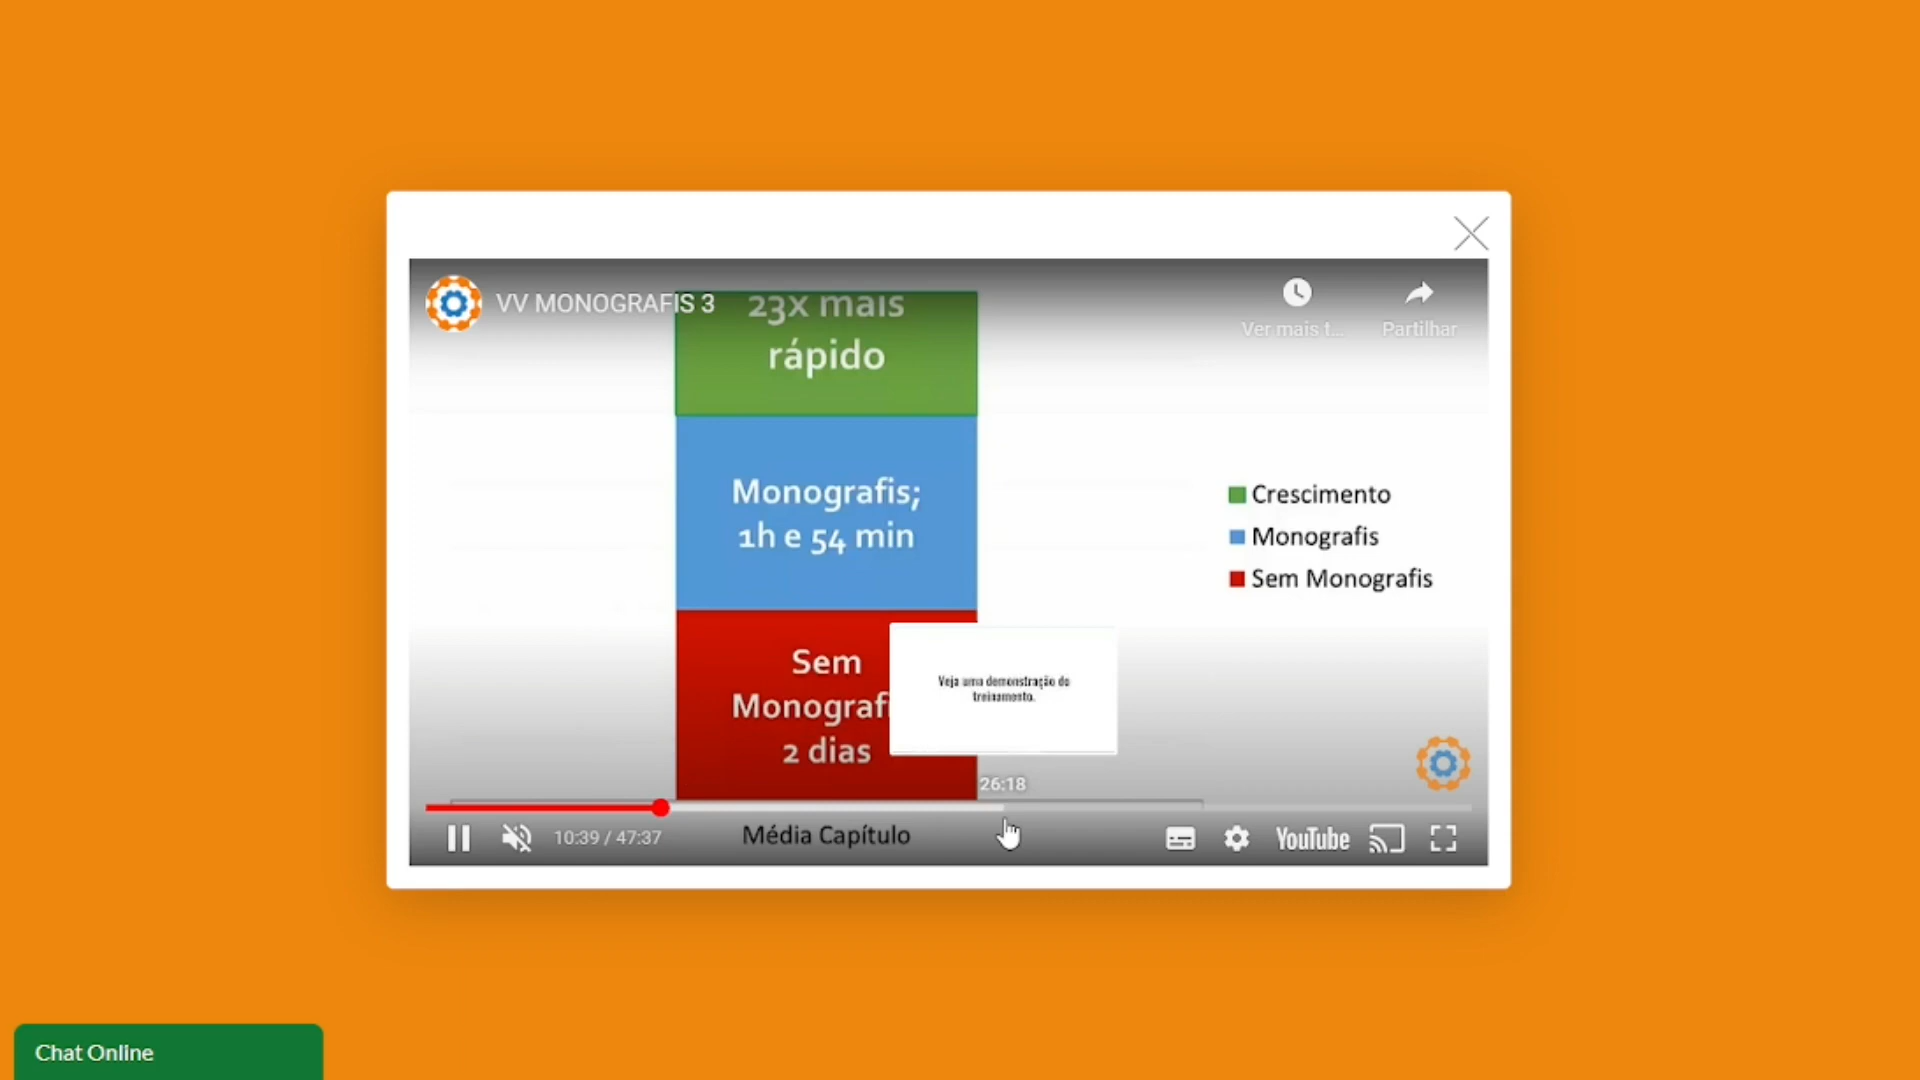 VV MONOGRAFIS 3
23x mais
rápido
Ver mais t...
Partilhar
Monografis;
1h e 54 min
Crescimento
Monografis
Sem Monografis
Sem
Monografi
2 dias
Veja uma demonstração do
treinamento.
26:18
10:39 / 47:37
Média Capítulo
YouTube
Chat Online